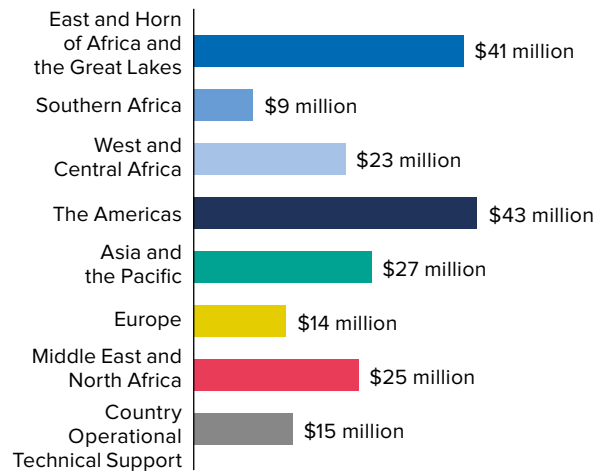 East and Horn
of Africa and
the Great Lakes
$41 million
Southern Africa
$9 million
West and
Central Africa
$23 million
The Americas
$43 million
Asia and
the Pacific
$27 million
Europe
$14 million
Middle East and
North Africa
$25 million
Country
Operational
Technical Support
$15 million